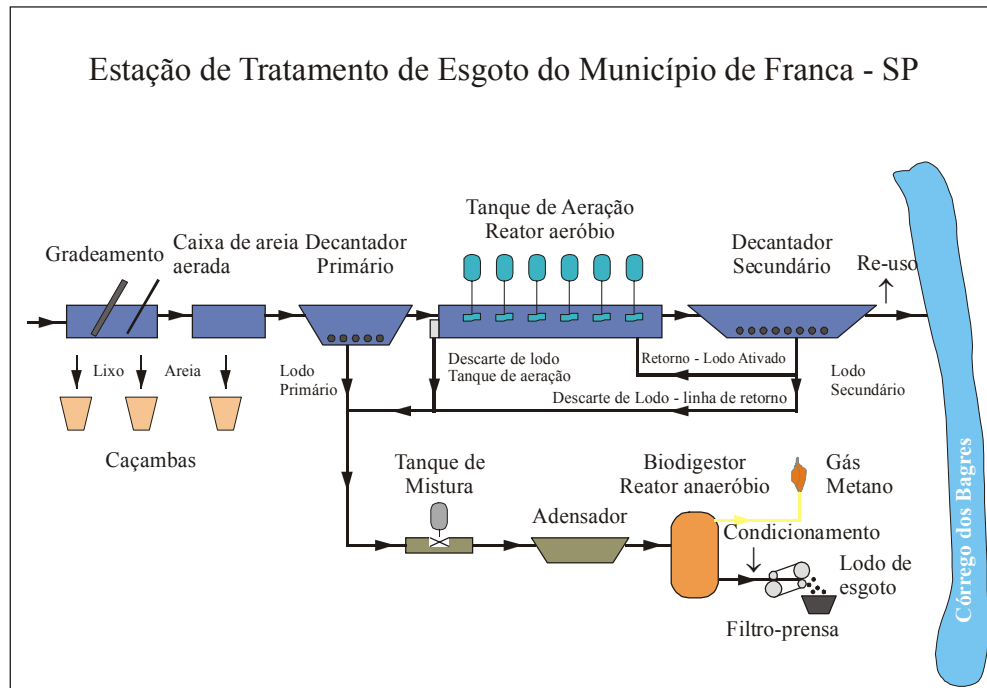 Estação de Tratamento de Esgoto do Município de Franca - SP
Gradeamento
Caixa de areia
aerada
Decantador
Primário
Tanque de Aeração
Reator aeróbio
Decantador
Secundário
Re-uso
Lixo
Areia
Caçambas
Lodo
Primário
Descarte de lodo
Tanque de aeração
Retorno - Lodo Ativado
Lodo
Secundário
Descarte de Lodo - linha de retorno
Tanque de
Mistura
Adensador
Biodigestor
Reator anaeróbio
Gás
Metano
Condicionamento
Lodo de
esgoto
Filtro-prensa
Córrego dos Bagres